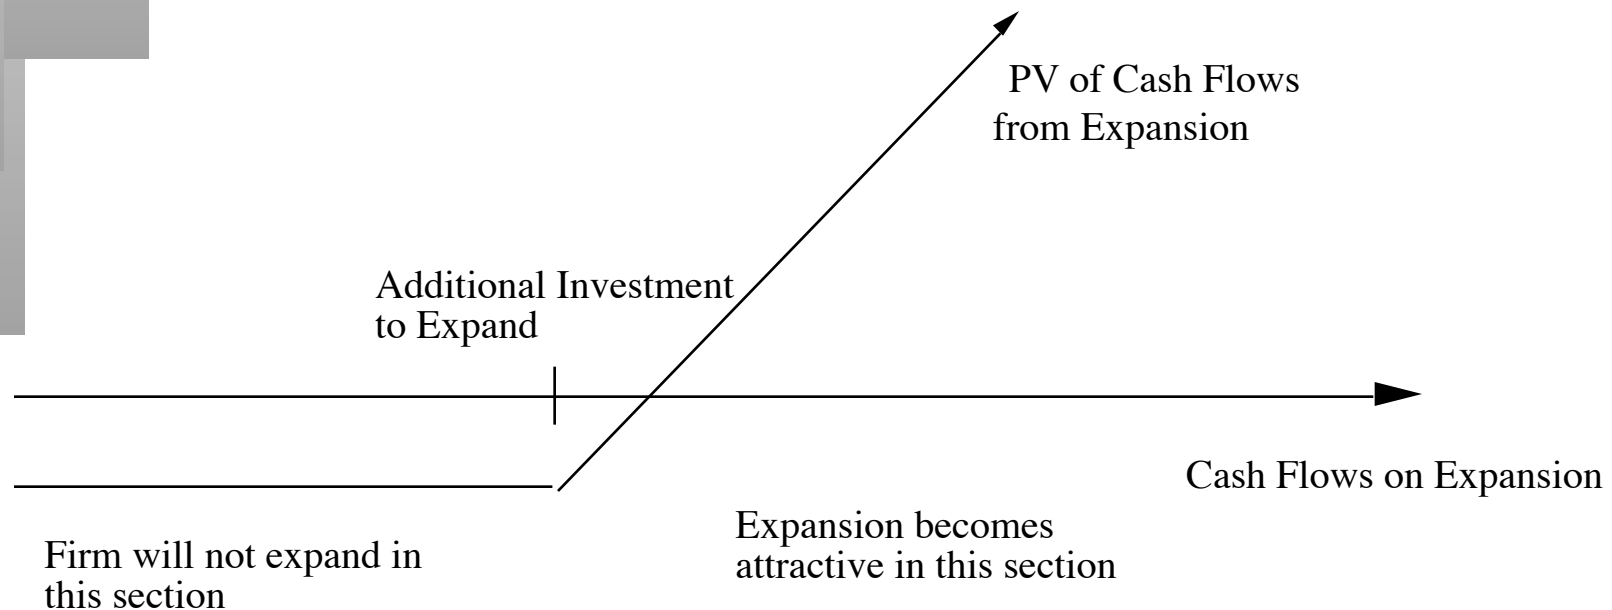 PV of Cash Flows
from Expansion
Additional Investment
to Expand
Cash Flows on Expansion
Expansion becomes
attractive in this section
Firm will not expand in
this section